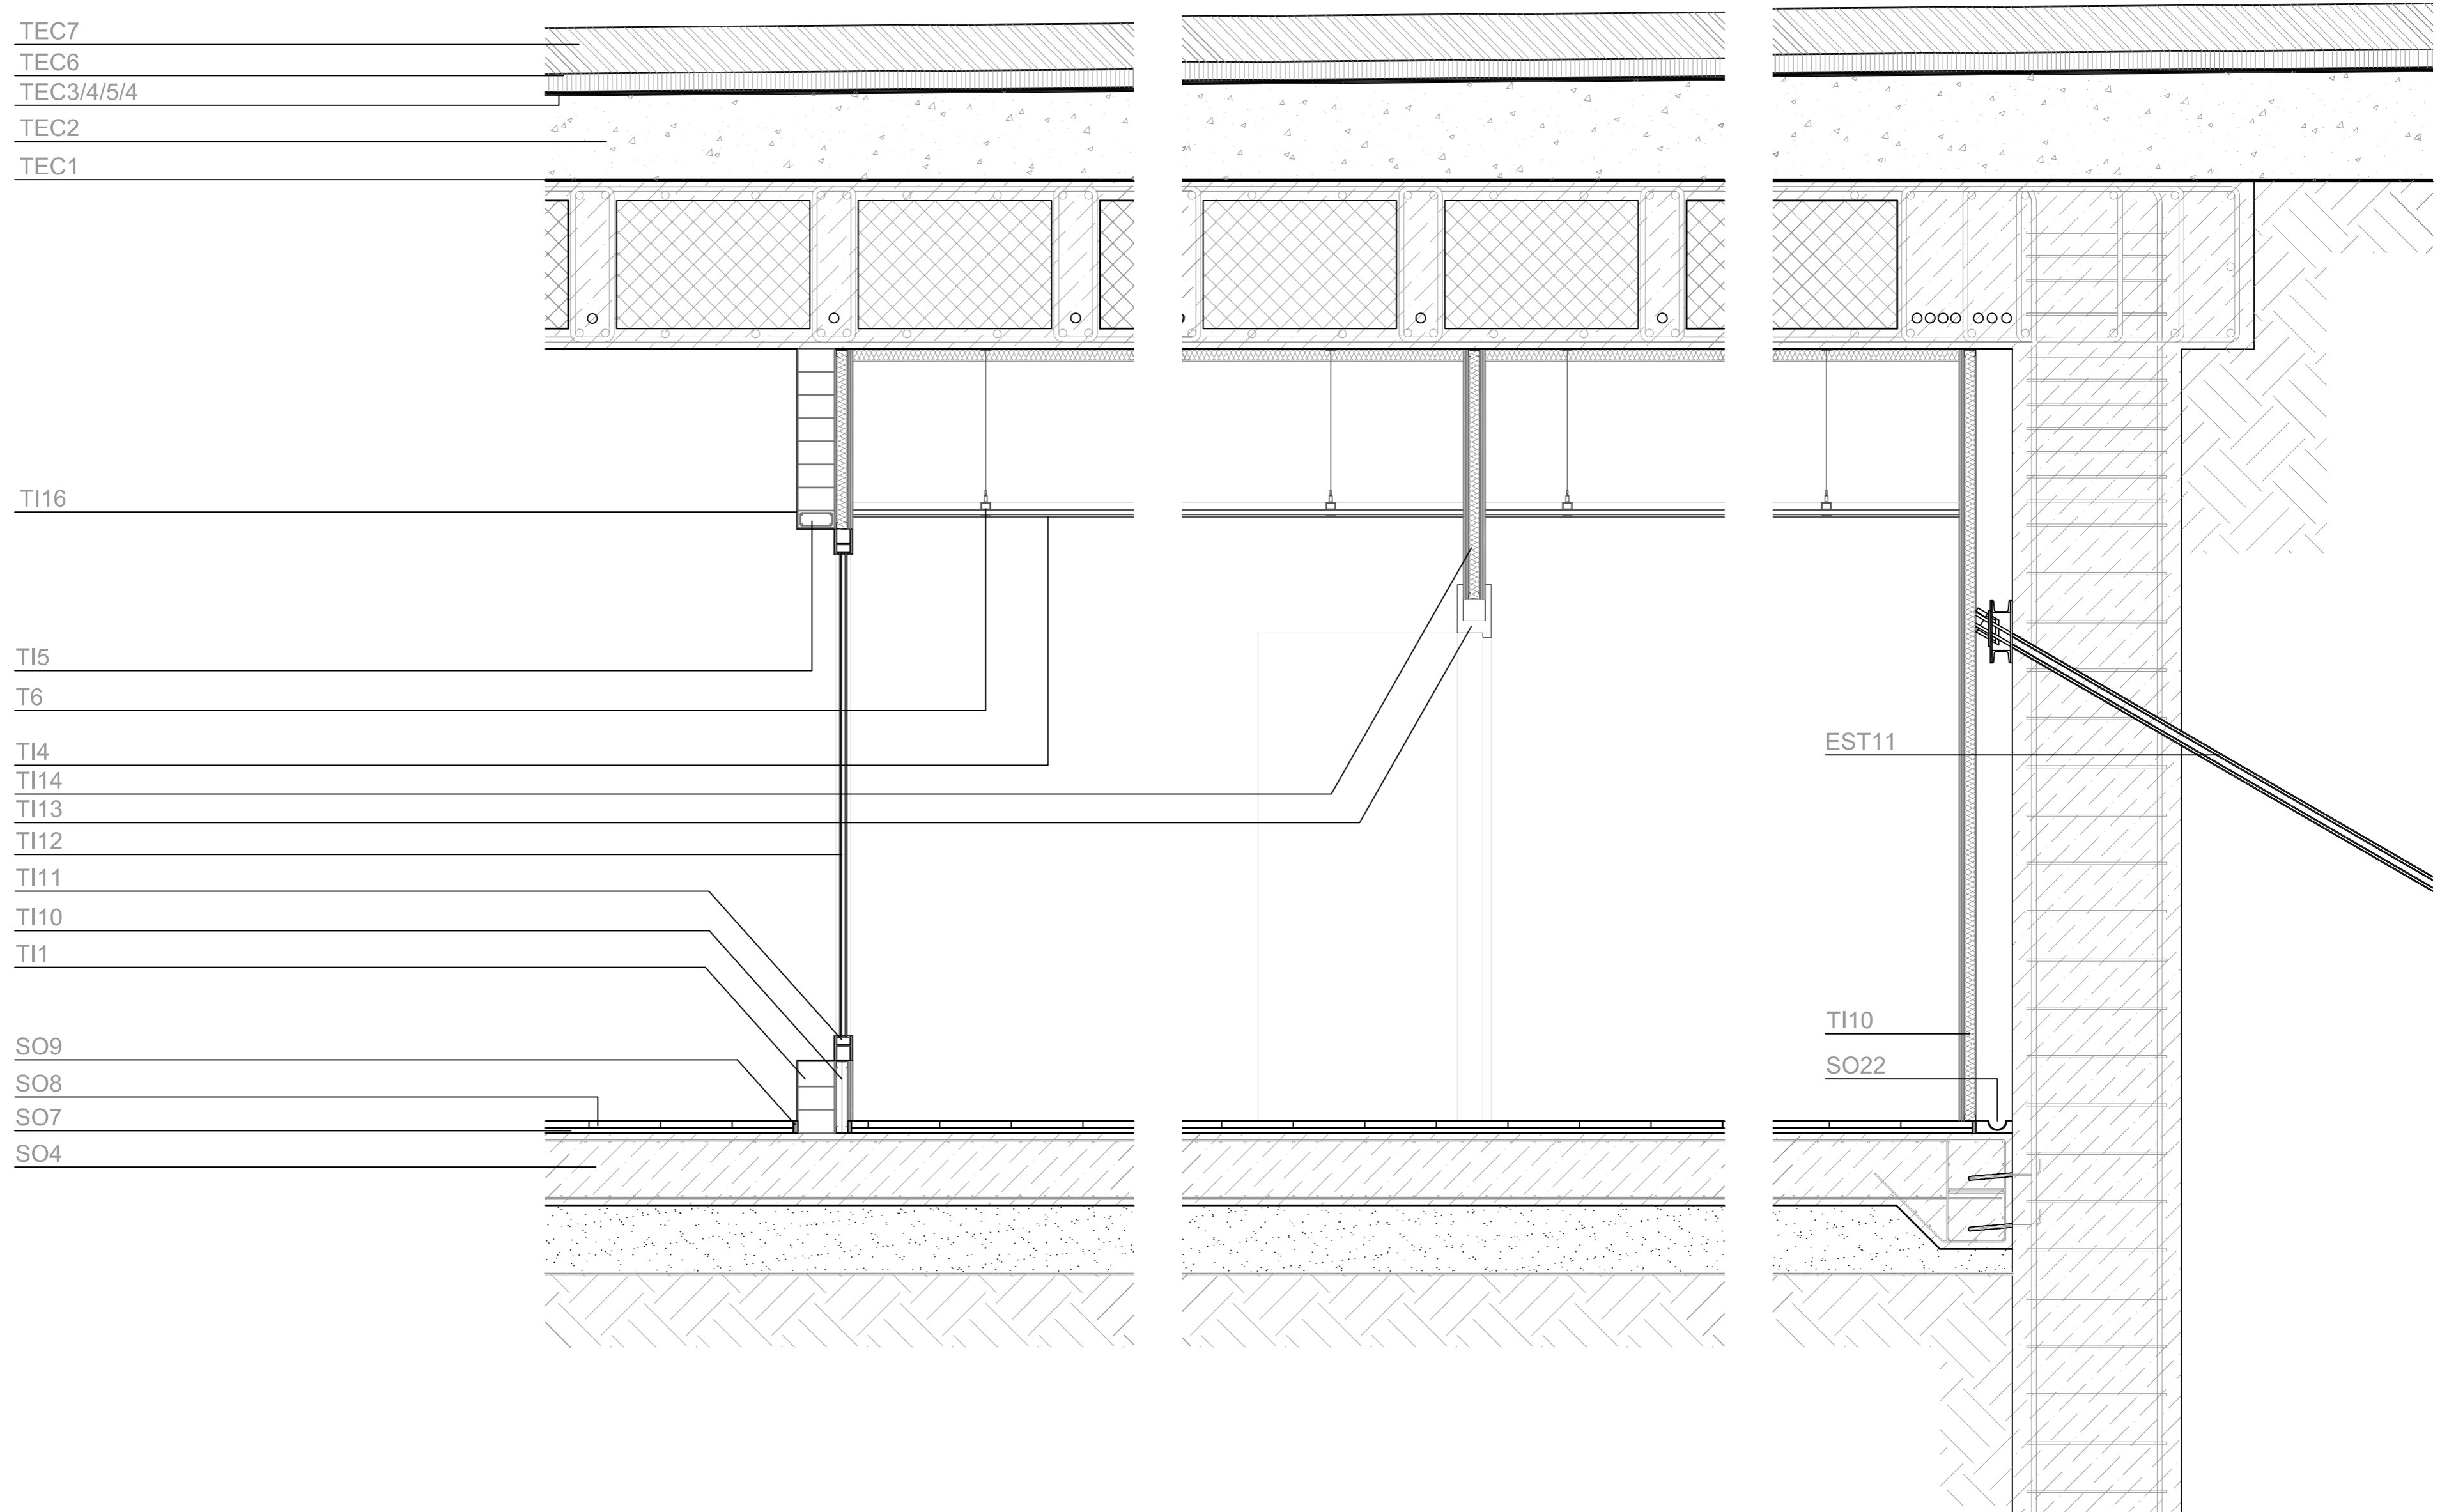 TEC7
TEC6
TEC3/4/5/4
TEC2
TEC1
TI16
TI5
T6
TI4
TI14
TI13
TI12
TI11
TI10
TI1
SO9
SO8
SO7
SO4
EST11
TI10
SO22